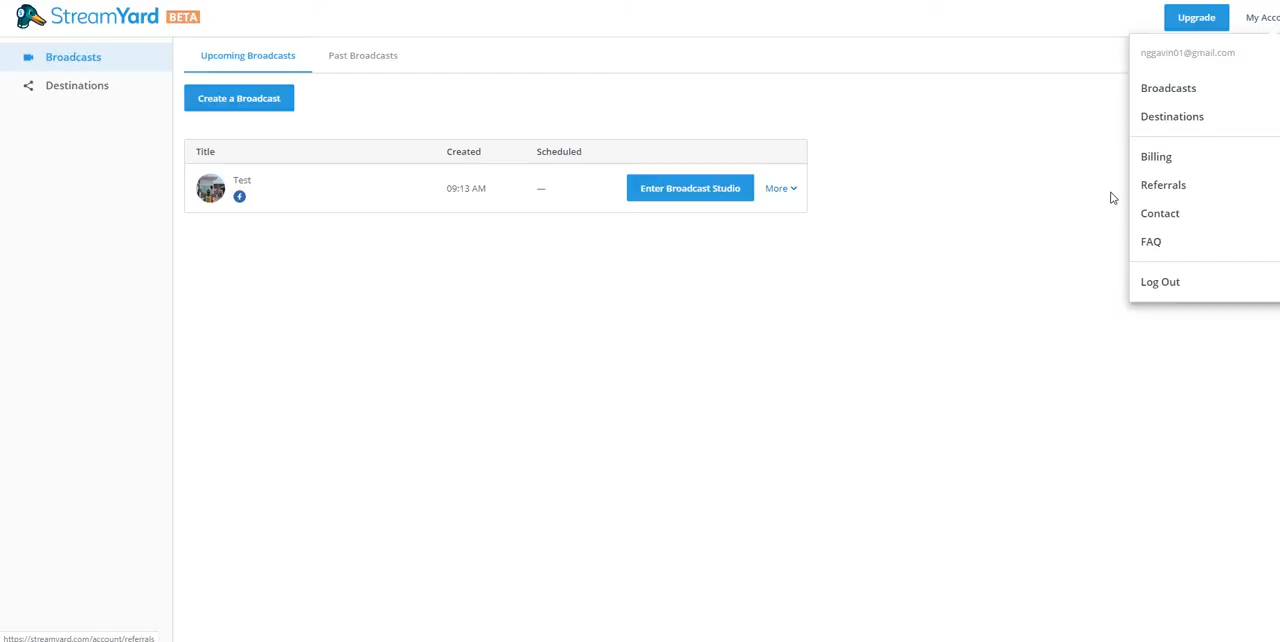 StreamYard BETA
Upgrade
My Acco
Broadcasts
Destinations
Upcoming Broadcasts
Past Broadcasts
Create a Broadcast
Title
Created
Scheduled
Test
09:13 AM
—
Enter Broadcast Studio
More
nggavin01@gmail.com
Broadcasts
Destinations
Billing
Referrals
Contact
FAQ
Log Out
https://streamyard.com/account/referrals